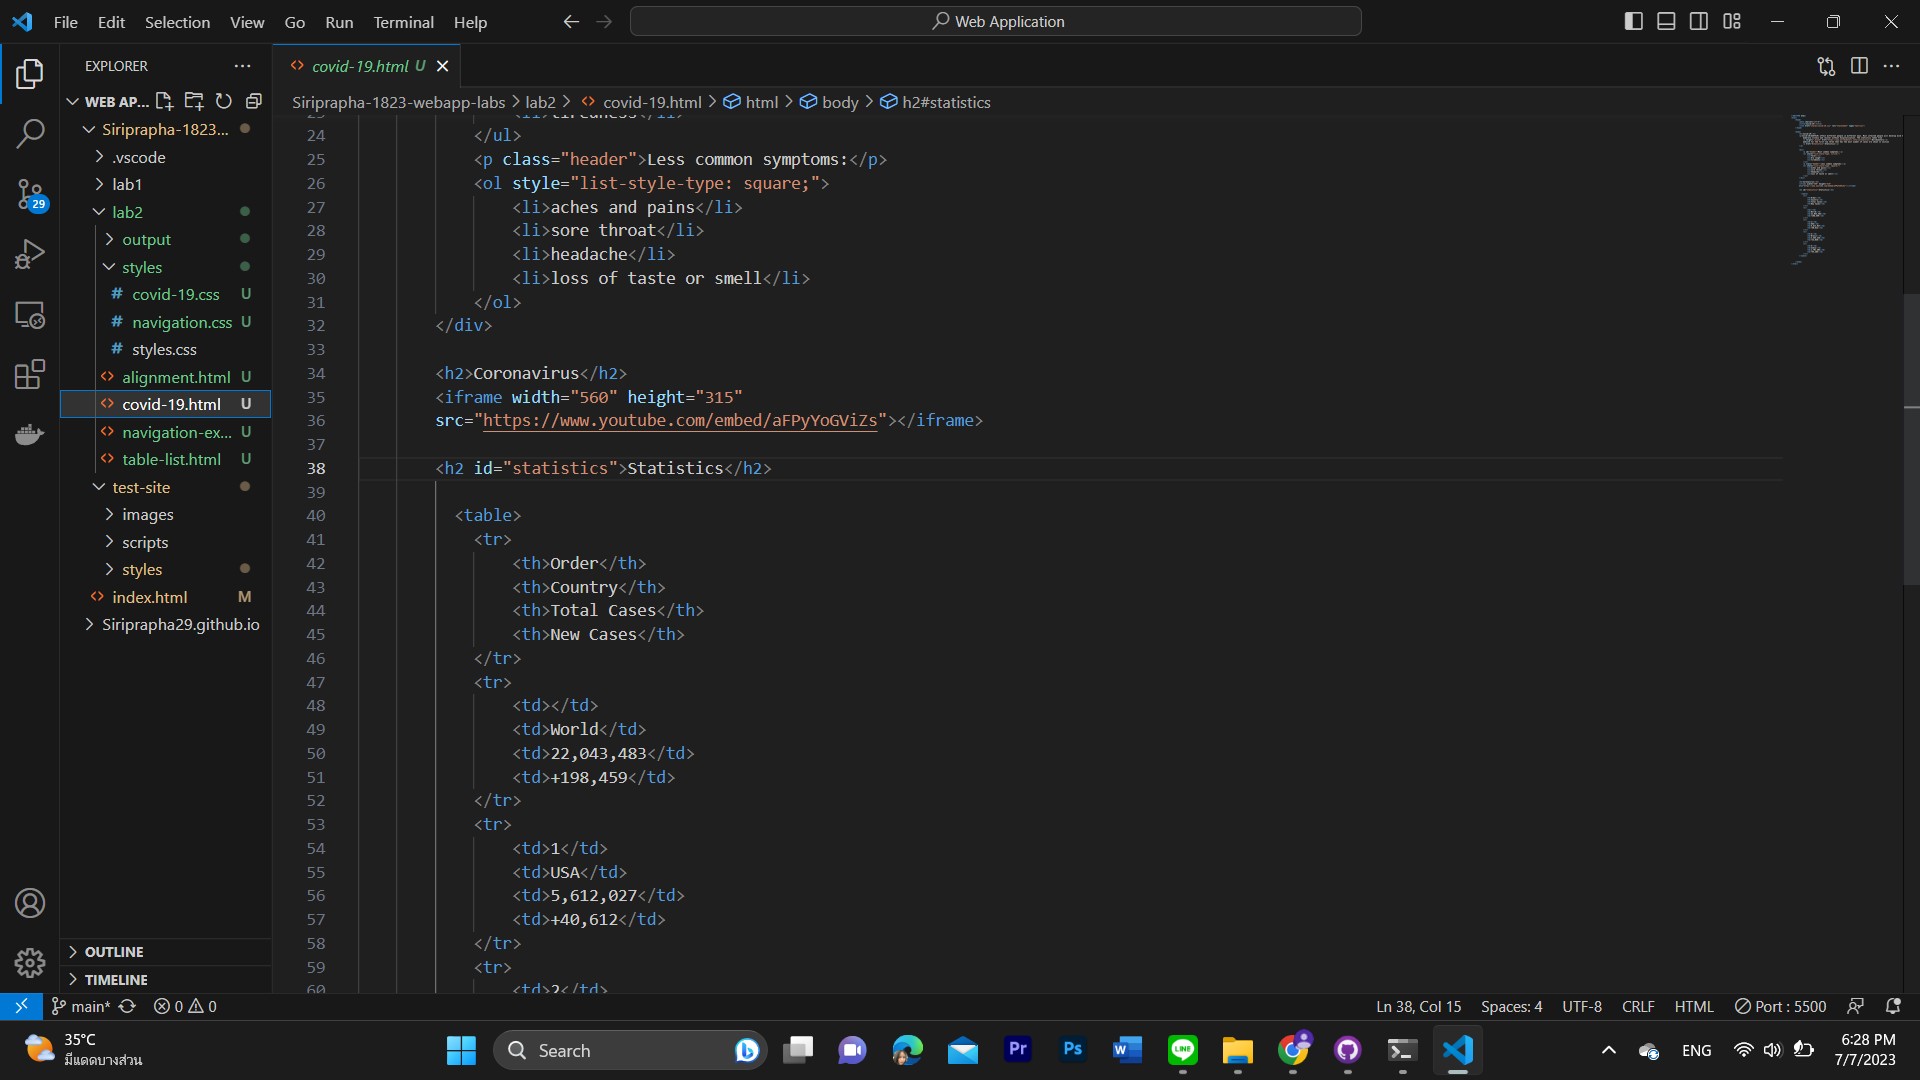 File Edit Selection View Go Run Terminal Help
Web Application
EXPLORER
covid-19.html U
WEB AP...
Siriprapha-1823-webapp-labs > lab2 > covid-19.html > html > body > h2#statistics
Siriprapha-1823...
.vscode
lab1
lab2
output
styles
covid-19.css U
navigation.css U
styles.css
alignment.html U
covid-19.html U
navigation-ex... U
table-list.html U
test-site
images
scripts
styles
index.html M
Siriprapha29.github.io
OUTLINE
TIMELINE
29
23 <li>tiredness</li>
24 </ul>
25 <p class="header">Less common symptoms:</p>
26 <ol style="list-style-type: square;">
27 <li>aches and pains</li>
28 <li>sore throat</li>
29 <li>headache</li>
30 <li>loss of taste or smell</li>
31 </ol>
32 </div>
33
34 <h2>Coronavirus</h2>
35 <iframe width="560" height="315"
36 src="https://www.youtube.com/embed/aFPyYoGViZs"></iframe>
37
38 <h2 id="statistics">Statistics</h2>
39
40 <table>
41 <tr>
42 <th>Order</th>
43 <th>Country</th>
44 <th>Total Cases</th>
45 <th>New Cases</th>
46 </tr>
47 <tr>
48 <td></td>
49 <td>World</td>
50 <td>22,043,483</td>
51 <td>+198,459</td>
52 </tr>
53 <tr>
54 <td>1</td>
55 <td>USA</td>
56 <td>5,612,027</td>
57 <td>+40,612</td>
58 </tr>
59 <tr>
60 <td>2</td>
main* 0 0
Ln 38, Col 15 Spaces: 4 UTF-8 CRLF HTML Port : 5500
35°C
มีแดดบางส่วน
Search
Pr
Ps
W
LINE
ENG
6:28 PM
7/7/2023